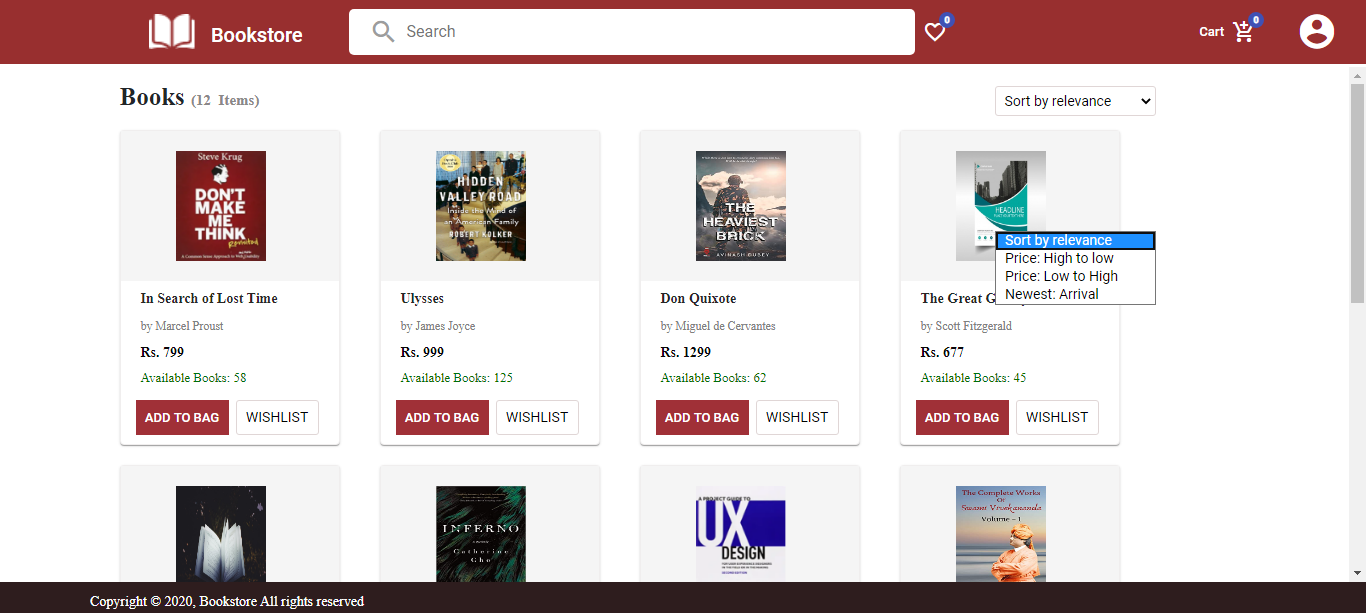 Bookstore
Search
0
Cart
0
Books (12 Items)
Sort by relevance
Sort by relevance
Price: High to low
Price: Low to High
Newest: Arrival
Steve Krug
DON'T
MAKE
ME
THINK
Revisited
A Common Sense Approach to Web Usability
HIDDEN
VALLEY ROAD
Inside the Mind of
an American Family
ROBERT KOLKER
THE
HEAVIEST
BRICK
AVINASH DUBEY
HEADLINE
In Search of Lost Time
by Marcel Proust
Rs. 799
Available Books: 58
ADD TO BAG
WISHLIST
Ulysses
by James Joyce
Rs. 999
Available Books: 125
ADD TO BAG
WISHLIST
Don Quixote
by Miguel de Cervantes
Rs. 1299
Available Books: 62
ADD TO BAG
WISHLIST
The Great G
by Scott Fitzgerald
Rs. 677
Available Books: 45
ADD TO BAG
WISHLIST
INFERNO
Catherine
Cho
A PROJECT GUIDE TO
UX
DESIGN
The Complete Works
Of
Swami Vivekananda
Volume - 1
Copyright © 2020, Bookstore All rights reserved